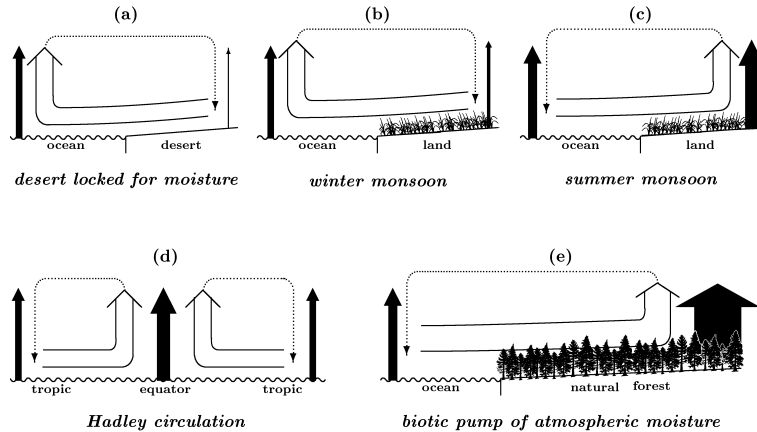 (a)
(b)
(c)
ocean
desert
ocean
land
ocean
land
desert locked for moisture
winter monsoon
summer monsoon
(d)
(e)
tropic
equator
tropic
ocean
natural
forest
Hadley circulation
biotic pump of atmospheric moisture